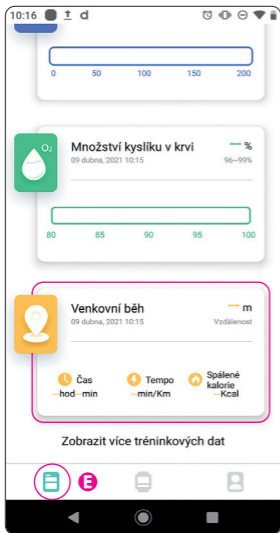 10:16 d
0 50 100 150 200
O₂
Množství kyslíku v krvi — %
09 dubna, 2021 10:15 96~99%
80 85 90 95 100
Venkovní běh — m
09 dubna, 2021 10:15 Vzdálenost
Čas
—hod—min
Tempo
—min/Km
Spálené
kalorie
—Kcal
Zobrazit více tréninkových dat
E